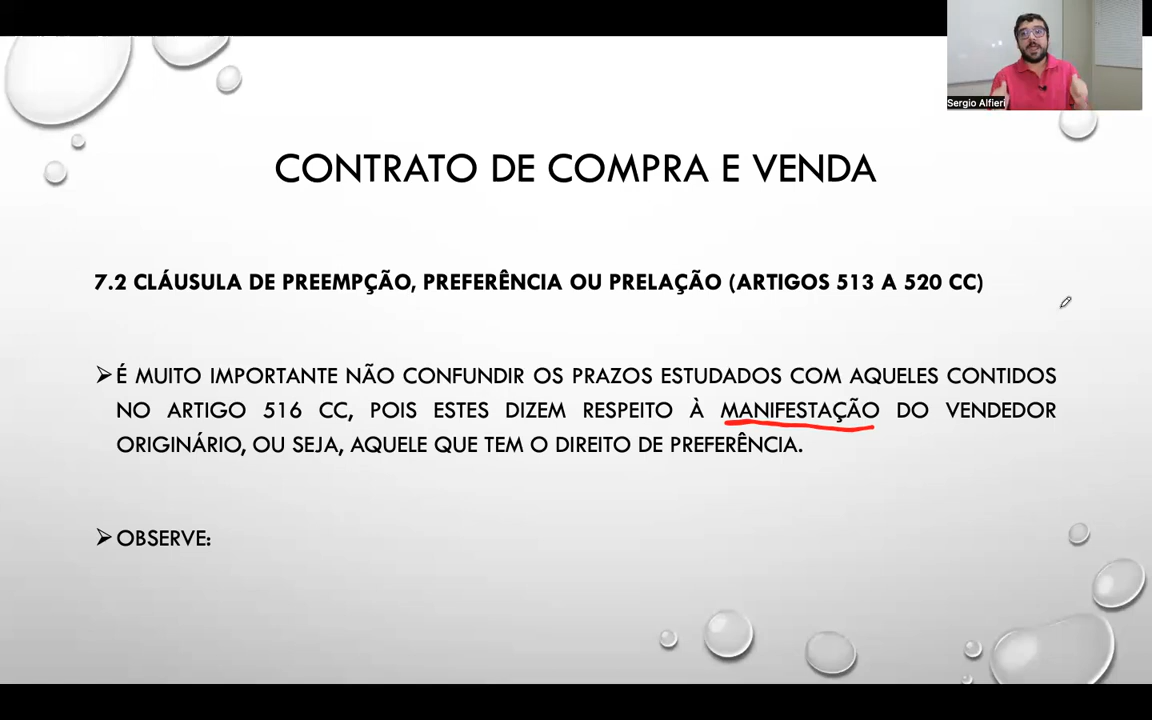 Sergio Alfieri
CONTRATO DE COMPRA E VENDA
7.2 CLÁUSULA DE PREEMPÇÃO, PREFERÊNCIA OU PRELAÇÃO (ARTIGOS 513 A 520 CC)
➢É MUITO IMPORTANTE NÃO CONFUNDIR OS PRAZOS ESTUDADOS COM AQUELES CONTIDOS
NO ARTIGO 516 CC, POIS ESTES DIZEM RESPEITO À MANIFESTAÇÃO DO VENDEDOR
ORIGINÁRIO, OU SEJA, AQUELE QUE TEM O DIREITO DE PREFERÊNCIA.
➢OBSERVE: